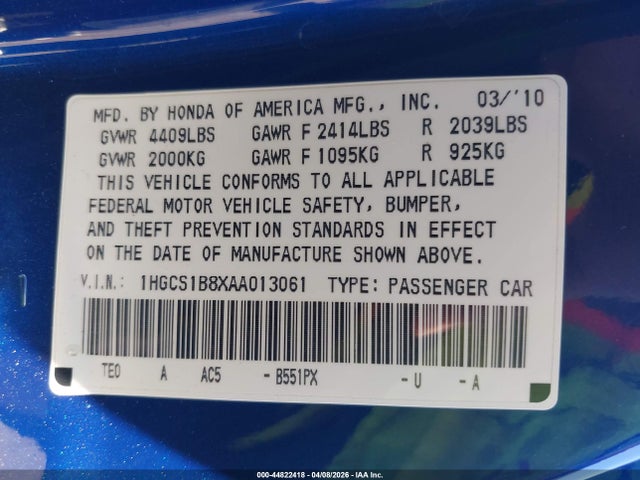 MFD. BY HONDA OF AMERICA MFG., INC. 03/'10
GVWR 4409LBS GAWR F 2414LBS R 2039LBS
GVWR 2000KG GAWR F 1095KG R 925KG
THIS VEHICLE CONFORMS TO ALL APPLICABLE
FEDERAL MOTOR VEHICLE SAFETY, BUMPER,
AND THEFT PREVENTION STANDARDS IN EFFECT
ON THE DATE OF MANUFACTURE SHOWN ABOVE.
V.I.N.: 1HGCS1B8XAA013061 TYPE: PASSENGER CAR
TE0 A AC5 - B551PX - U - A
000-44822418 - 04/08/2026 - IAA Inc.